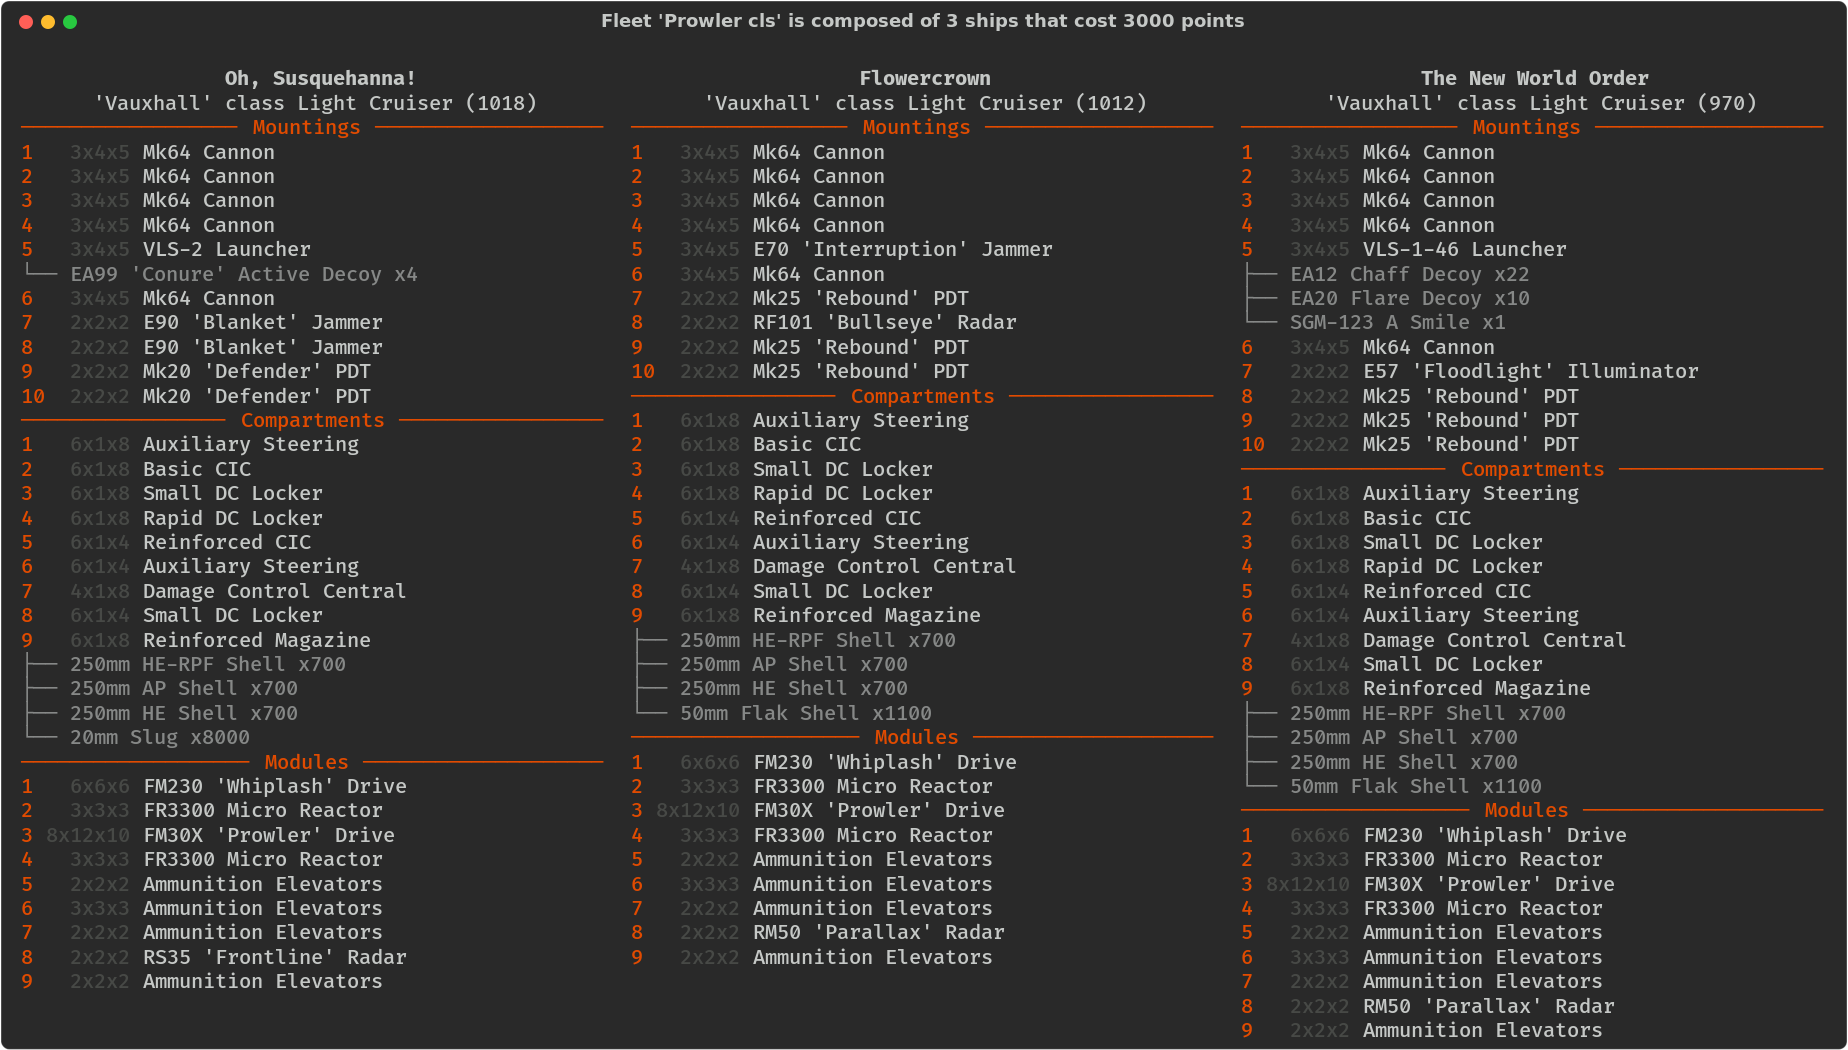 Fleet 'Prowler cls' is composed of 3 ships that cost 3000 points
Oh, Susquehanna!
'Vauxhall' class Light Cruiser (1018)
Mountings
1 3x4x5 Mk64 Cannon
2 3x4x5 Mk64 Cannon
3 3x4x5 Mk64 Cannon
4 3x4x5 Mk64 Cannon
5 3x4x5 VLS-2 Launcher
EA99 'Conure' Active Decoy x4
6 3x4x5 Mk64 Cannon
7 2x2x2 E90 'Blanket' Jammer
8 2x2x2 E90 'Blanket' Jammer
9 2x2x2 Mk20 'Defender' PDT
10 2x2x2 Mk20 'Defender' PDT
Compartments
1 6x1x8 Auxiliary Steering
2 6x1x8 Basic CIC
3 6x1x8 Small DC Locker
4 6x1x8 Rapid DC Locker
5 6x1x4 Reinforced CIC
6 6x1x4 Auxiliary Steering
7 4x1x8 Damage Control Central
8 6x1x4 Small DC Locker
9 6x1x8 Reinforced Magazine
250mm HE-RPF Shell x700
250mm AP Shell x700
250mm HE Shell x700
20mm Slug x8000
Modules
1 6x6x6 FM230 'Whiplash' Drive
2 3x3x3 FR3300 Micro Reactor
3 8x12x10 FM30X 'Prowler' Drive
4 3x3x3 FR3300 Micro Reactor
5 2x2x2 Ammunition Elevators
6 3x3x3 Ammunition Elevators
7 2x2x2 Ammunition Elevators
8 2x2x2 RS35 'Frontline' Radar
9 2x2x2 Ammunition Elevators
Flowercrown
'Vauxhall' class Light Cruiser (1012)
Mountings
1 3x4x5 Mk64 Cannon
2 3x4x5 Mk64 Cannon
3 3x4x5 Mk64 Cannon
4 3x4x5 Mk64 Cannon
5 3x4x5 E70 'Interruption' Jammer
6 3x4x5 Mk64 Cannon
7 2x2x2 Mk25 'Rebound' PDT
8 2x2x2 RF101 'Bullseye' Radar
9 2x2x2 Mk25 'Rebound' PDT
10 2x2x2 Mk25 'Rebound' PDT
Compartments
1 6x1x8 Auxiliary Steering
2 6x1x8 Basic CIC
3 6x1x8 Small DC Locker
4 6x1x8 Rapid DC Locker
5 6x1x4 Reinforced CIC
6 6x1x4 Auxiliary Steering
7 4x1x8 Damage Control Central
8 6x1x4 Small DC Locker
9 6x1x8 Reinforced Magazine
250mm HE-RPF Shell x700
250mm AP Shell x700
250mm HE Shell x700
50mm Flak Shell x1100
Modules
1 6x6x6 FM230 'Whiplash' Drive
2 3x3x3 FR3300 Micro Reactor
3 8x12x10 FM30X 'Prowler' Drive
4 3x3x3 FR3300 Micro Reactor
5 2x2x2 Ammunition Elevators
6 3x3x3 Ammunition Elevators
7 2x2x2 Ammunition Elevators
8 2x2x2 RM50 'Parallax' Radar
9 2x2x2 Ammunition Elevators
The New World Order
'Vauxhall' class Light Cruiser (970)
Mountings
1 3x4x5 Mk64 Cannon
2 3x4x5 Mk64 Cannon
3 3x4x5 Mk64 Cannon
4 3x4x5 Mk64 Cannon
5 3x4x5 VLS-1-46 Launcher
EA12 Chaff Decoy x22
EA20 Flare Decoy x10
SGM-123 A Smile x1
6 3x4x5 Mk64 Cannon
7 2x2x2 E57 'Floodlight' Illuminator
8 2x2x2 Mk25 'Rebound' PDT
9 2x2x2 Mk25 'Rebound' PDT
10 2x2x2 Mk25 'Rebound' PDT
Compartments
1 6x1x8 Auxiliary Steering
2 6x1x8 Basic CIC
3 6x1x8 Small DC Locker
4 6x1x8 Rapid DC Locker
5 6x1x4 Reinforced CIC
6 6x1x4 Auxiliary Steering
7 4x1x8 Damage Control Central
8 6x1x4 Small DC Locker
9 6x1x8 Reinforced Magazine
250mm HE-RPF Shell x700
250mm AP Shell x700
250mm HE Shell x700
50mm Flak Shell x1100
Modules
1 6x6x6 FM230 'Whiplash' Drive
2 3x3x3 FR3300 Micro Reactor
3 8x12x10 FM30X 'Prowler' Drive
4 3x3x3 FR3300 Micro Reactor
5 2x2x2 Ammunition Elevators
6 3x3x3 Ammunition Elevators
7 2x2x2 Ammunition Elevators
8 2x2x2 RM50 'Parallax' Radar
9 2x2x2 Ammunition Elevators